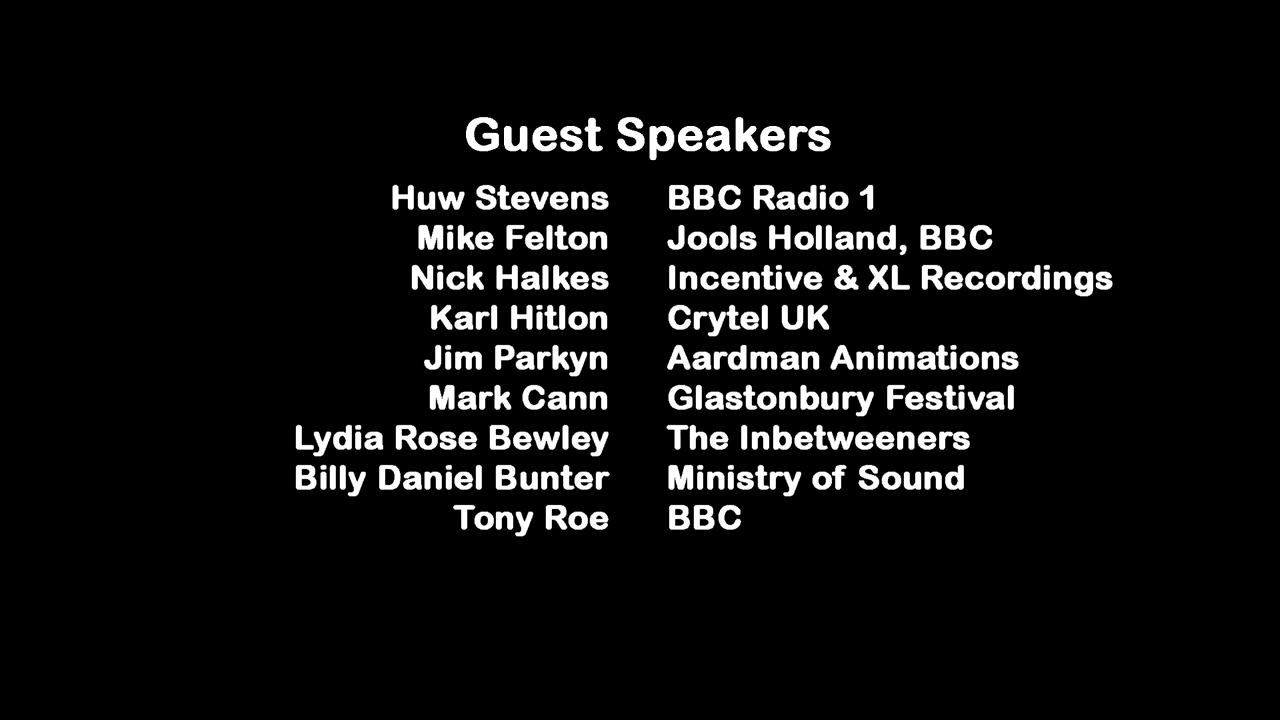 Guest Speakers
Huw Stevens BBC Radio 1
Mike Felton Jools Holland, BBC
Nick Halkes Incentive & XL Recordings
Karl Hitlon Crytel UK
Jim Parkyn Aardman Animations
Mark Cann Glastonbury Festival
Lydia Rose Bewley The Inbetweeners
Billy Daniel Bunter Ministry of Sound
Tony Roe BBC